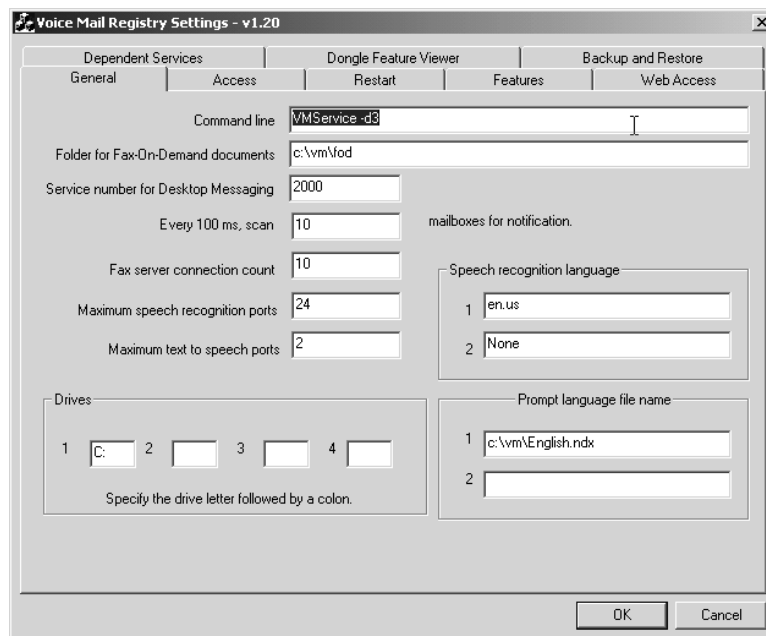 Voice Mail Registry Settings - v1.20
Dependent Services Dongle Feature Viewer Backup and Restore
General Access Restart Features Web Access
Command line VMService -d3
Folder for Fax-On-Demand documents c:\vm\fod
Service number for Desktop Messaging 2000
Every 100 ms, scan 10 mailboxes for notification.
Fax server connection count 10
Speech recognition language
Maximum speech recognition ports 24
1 en.us
Maximum text to speech ports 2
2 None
Drives
1 C: 2 3 4
Specify the drive letter followed by a colon.
Prompt language file name
1 c:\vm\English.ndx
2
OK Cancel